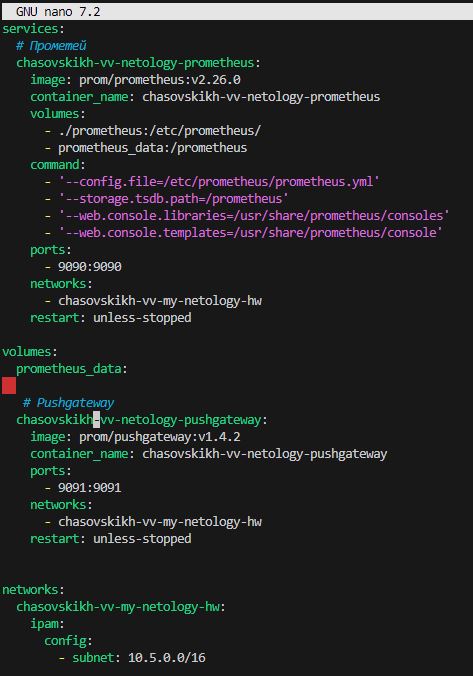 GNU nano 7.2
services:
  # Прометей
  chasovskikh-vv-netology-prometheus:
    image: prom/prometheus:v2.26.0
    container_name: chasovskikh-vv-netology-prometheus
    volumes:
      - ./prometheus:/etc/prometheus/
      - prometheus_data:/prometheus
    command:
      - '--config.file=/etc/prometheus/prometheus.yml'
      - '--storage.tsdb.path=/prometheus'
      - '--web.console.libraries=/usr/share/prometheus/consoles'
      - '--web.console.templates=/usr/share/prometheus/console'
    ports:
      - 9090:9090
    networks:
      - chasovskikh-vv-my-netology-hw
    restart: unless-stopped

volumes:
  prometheus_data:

   # Pushgateway
  chasovskikh-vv-netology-pushgateway:
    image: prom/pushgateway:v1.4.2
    container_name: chasovskikh-vv-netology-pushgateway
    ports:
      - 9091:9091
    networks:
      - chasovskikh-vv-my-netology-hw
    restart: unless-stopped


networks:
  chasovskikh-vv-my-netology-hw:
    ipam:
      config:
        - subnet: 10.5.0.0/16